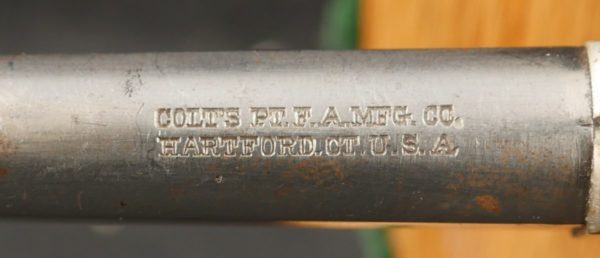 COLT'S PT. F. A. MFG. CO.
HARTFORD. CT. U. S. A.